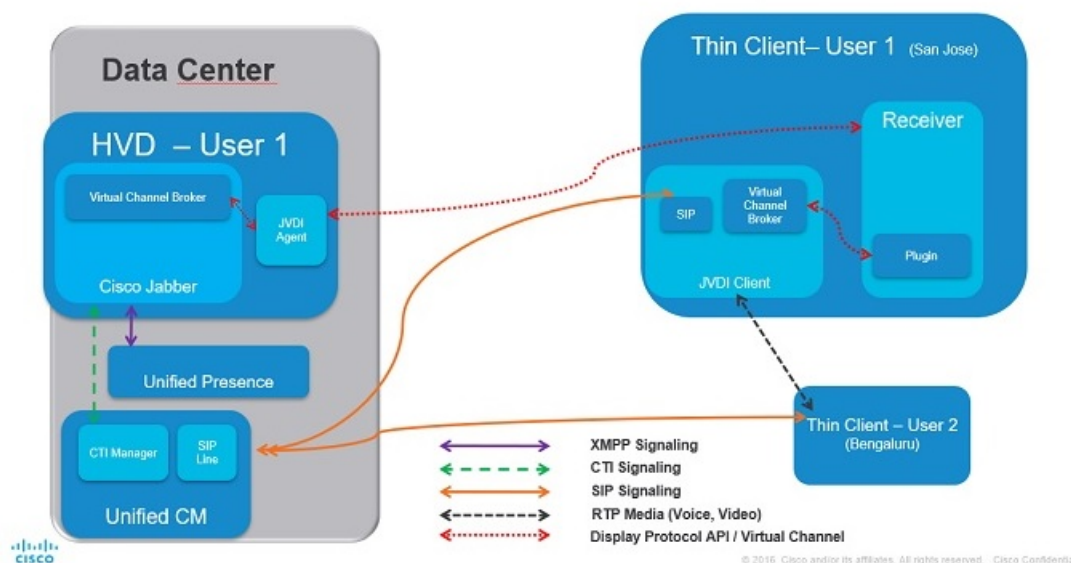 Data Center
HVD – User 1
Virtual Channel Broker
JVDI
Agent
Cisco Jabber
Unified Presence
CTI Manager
SIP
Line
Unified CM
Thin Client– User 1 (San Jose)
Receiver
SIP
Virtual
Channel
Broker
PlugIn
JVDI Client
Thin Client – User 2
(Bengaluru)
XMPP Signaling
CTI Signaling
SIP Signaling
RTP Media (Voice, Video)
Display Protocol API / Virtual Channel
CISCO
© 2016 Cisco and/or its affiliates. All rights reserved. Cisco Confidentia